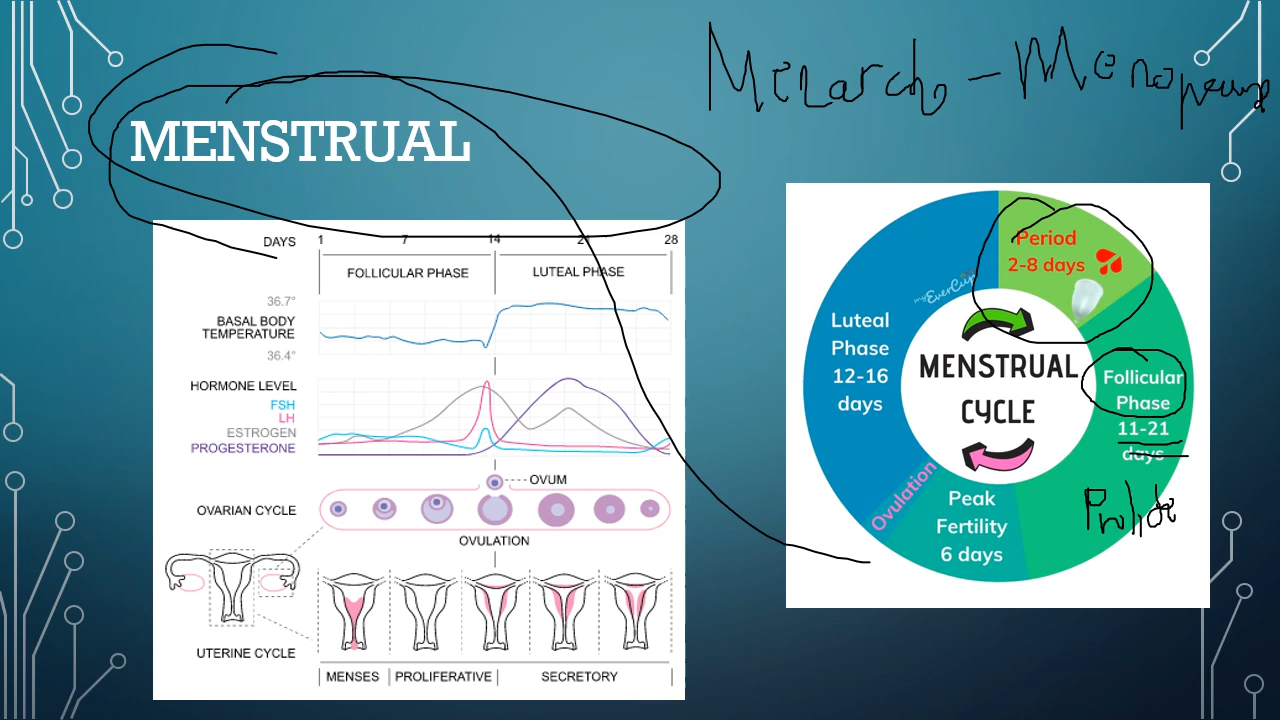 Menarch - Menopause
MENSTRUAL
DAYS 1 7 14 21 28
FOLLICULAR PHASE LUTEAL PHASE
36.7°
BASAL BODY
TEMPERATURE
36.4°
HORMONE LEVEL
FSH
LH
ESTROGEN
PROGESTERONE
OVUM
OVARIAN CYCLE
OVULATION
UTERINE CYCLE
MENSES PROLIFERATIVE SECRETORY
Period
2-8 days
myEverCup
Luteal
Phase
12-16
days
MENSTRUAL
CYCLE
Follicular
Phase
11-21
days
Ovulation
Peak
Fertility
6 days